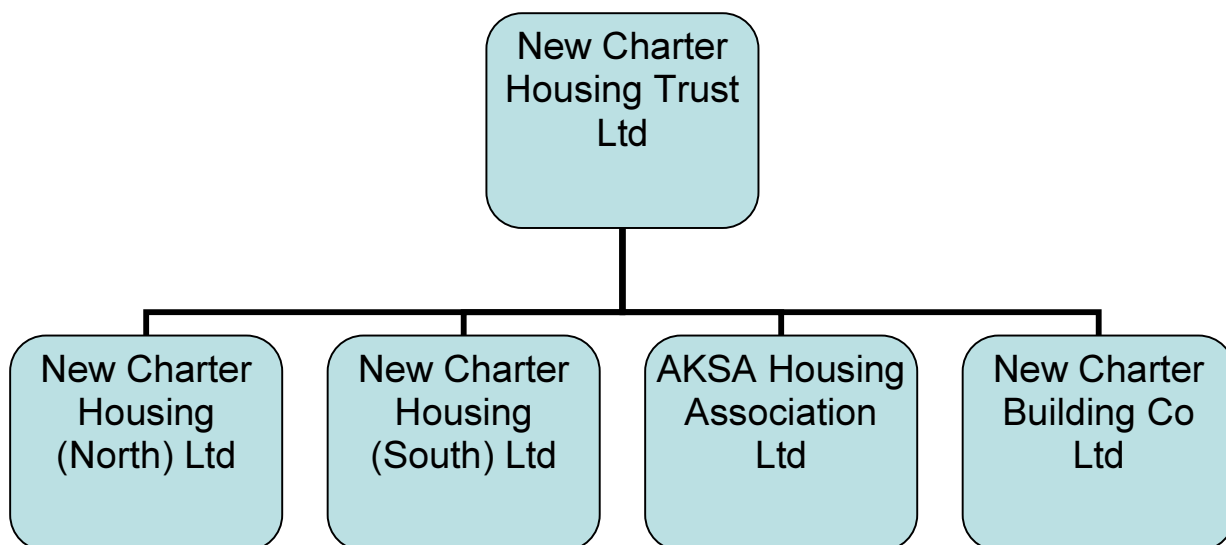 New Charter
Housing Trust
Ltd
New Charter
Housing
(North) Ltd
New Charter
Housing
(South) Ltd
AKSA Housing
Association
Ltd
New Charter
Building Co
Ltd